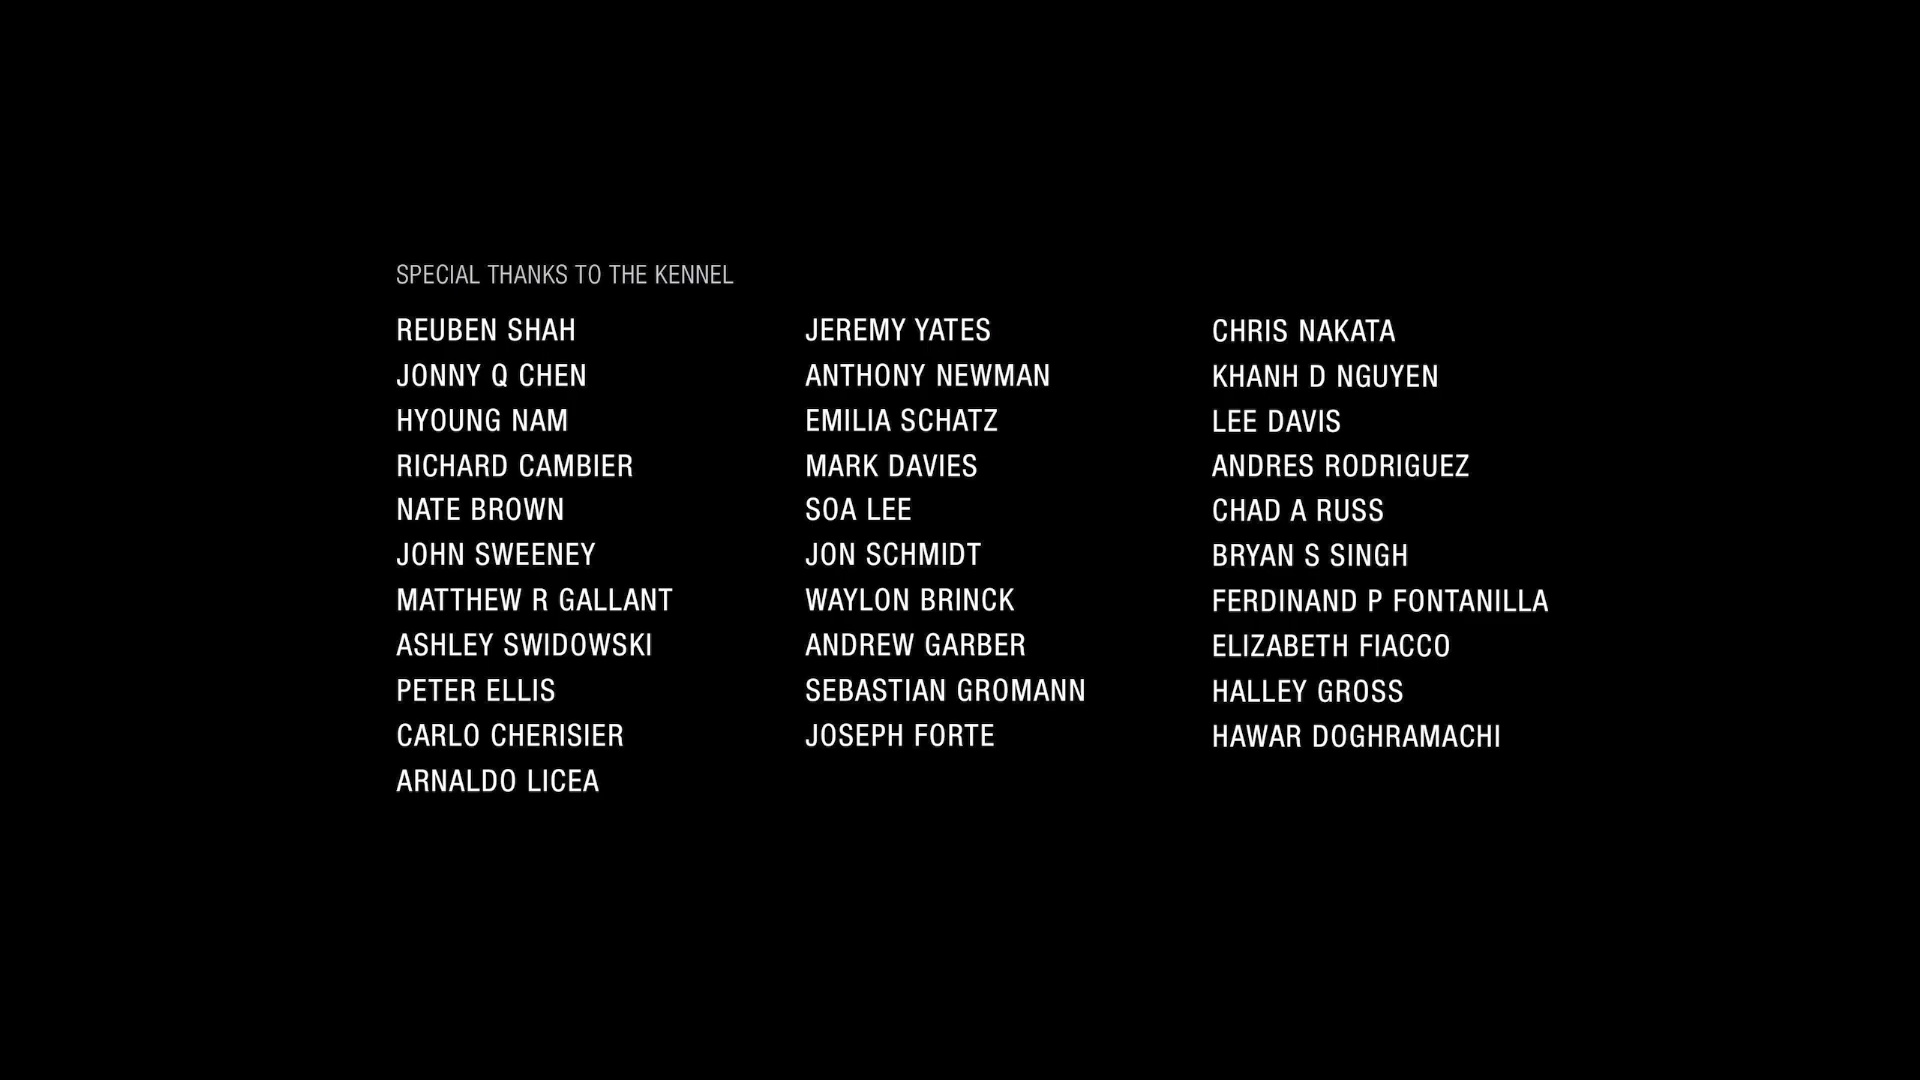 SPECIAL THANKS TO THE KENNEL
REUBEN SHAH
JONNY Q CHEN
HYOUNG NAM
RICHARD CAMBIER
NATE BROWN
JOHN SWEENEY
MATTHEW R GALLANT
ASHLEY SWIDOWSKI
PETER ELLIS
CARLO CHERISIER
ARNALDO LICEA
JEREMY YATES
ANTHONY NEWMAN
EMILIA SCHATZ
MARK DAVIES
SOA LEE
JON SCHMIDT
WAYLON BRINCK
ANDREW GARBER
SEBASTIAN GROMANN
JOSEPH FORTE
CHRIS NAKATA
KHANH D NGUYEN
LEE DAVIS
ANDRES RODRIGUEZ
CHAD A RUSS
BRYAN S SINGH
FERDINAND P FONTANILLA
ELIZABETH FIACCO
HALLEY GROSS
HAWAR DOGHRAMACHI